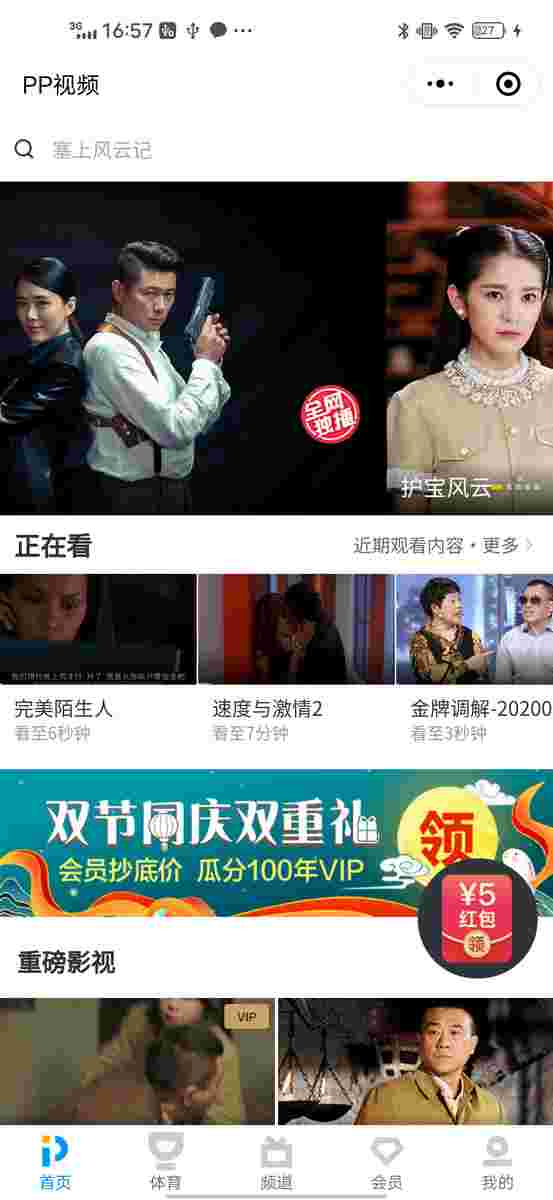 3G 16:57 27
PP视频
塞上风云记
全网
独播
护宝风云
正在看
近期观看内容·更多
完美陌生人
速度与激情2
金牌调解-20200
看至6秒钟
看至7分钟
看至3秒钟
双节同庆双重礼
会员抄底价 瓜分100年VIP
领
¥5
红包
领
重磅影视
VIP
首页
体育
频道
会员
我的